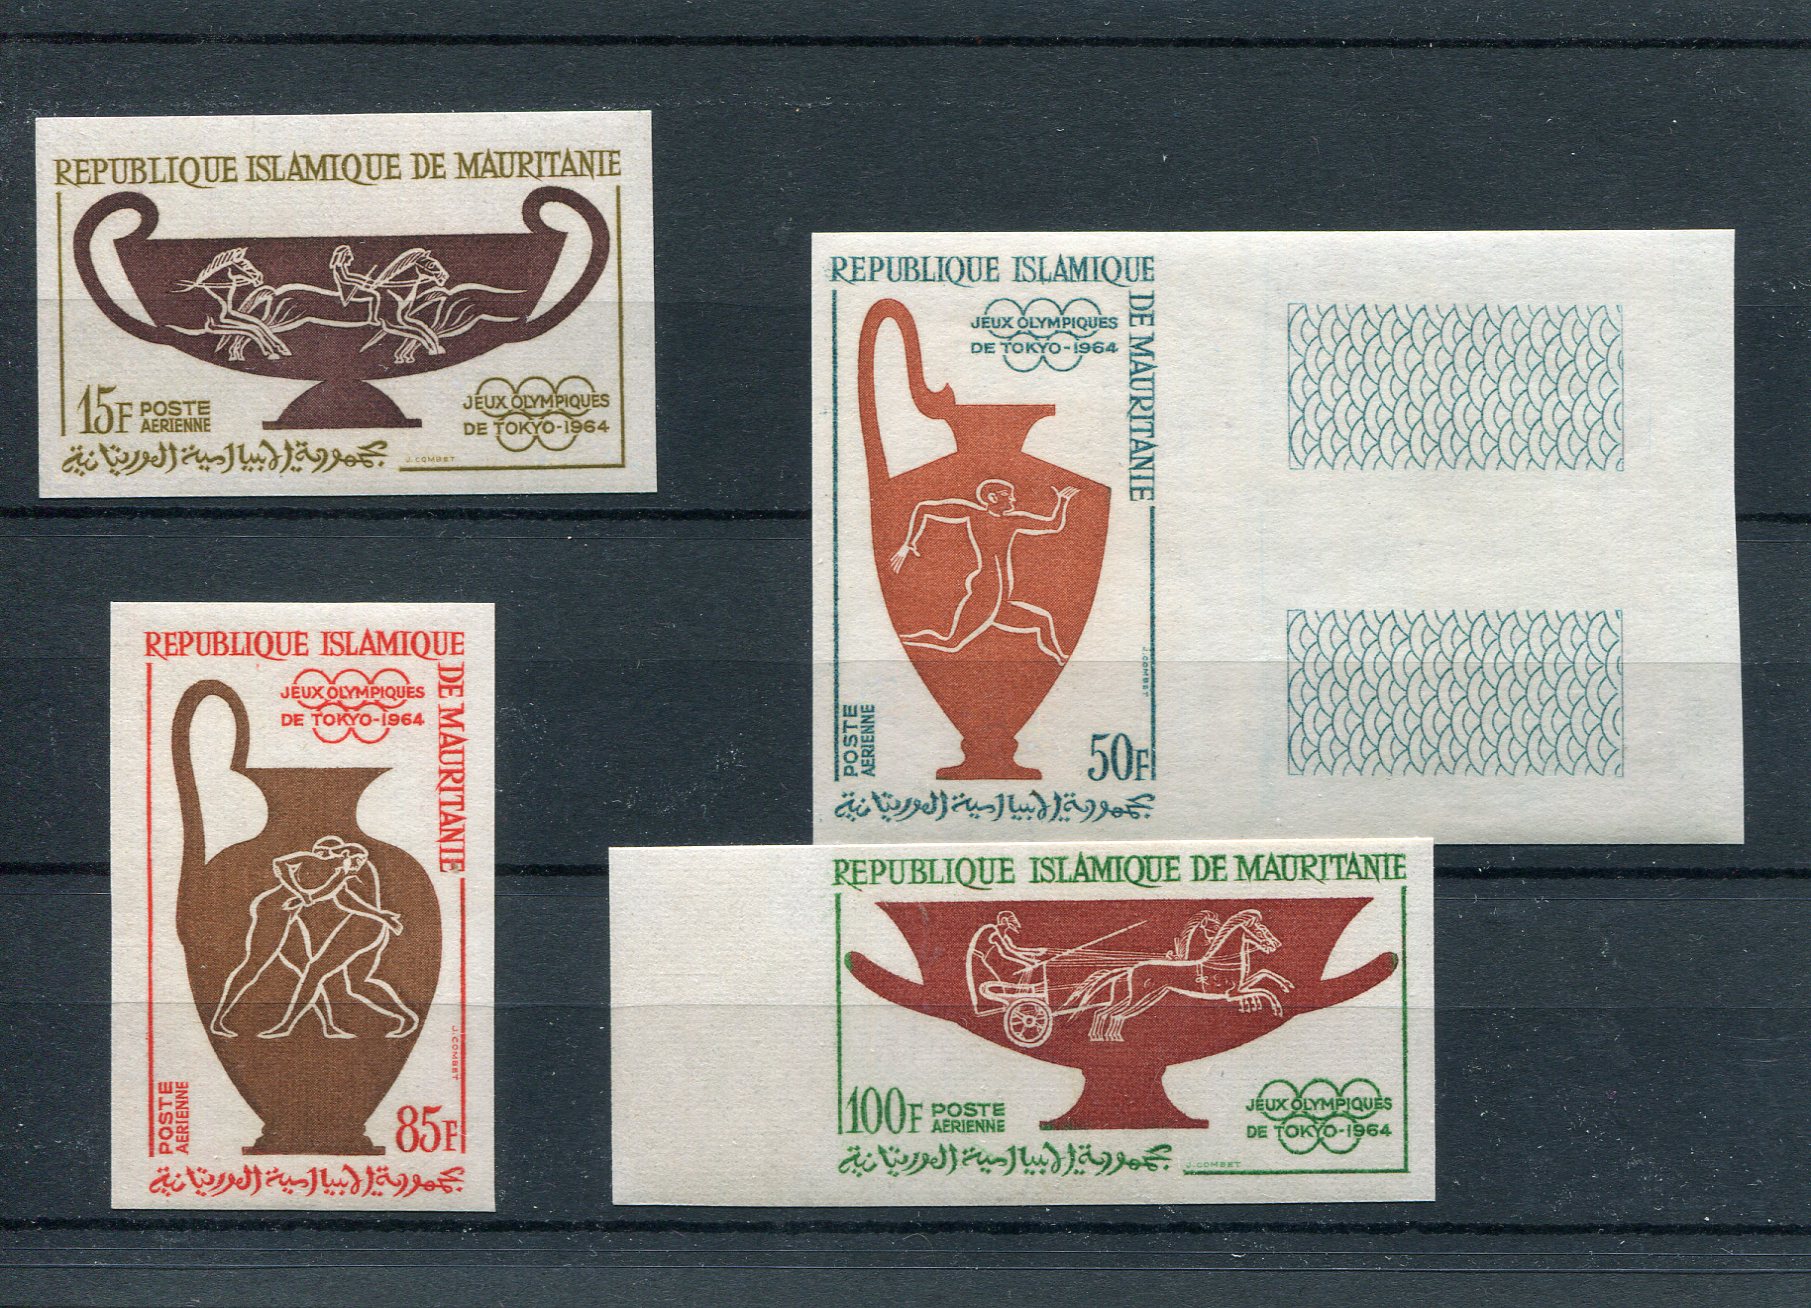 REPUBLIQUE ISLAMIQUE DE MAURITANIE
15F POSTE AERIENNE
JEUX OLYMPIQUES
DE TOKYO-1964
الجمهورية الإسلامية الموريتانية
J. COMBET
REPUBLIQUE ISLAMIQUE
DE MAURITANIE
JEUX OLYMPIQUES
DE TOKYO-1964
J. COMBET
POSTE
AERIENNE
50F
الجمهورية الإسلامية الموريتانية
REPUBLIQUE ISLAMIQUE
DE MAURITANIE
JEUX OLYMPIQUES
DE TOKYO-1964
J. COMBET
POSTE
AERIENNE
85F
الجمهورية الإسلامية الموريتانية
REPUBLIQUE ISLAMIQUE DE MAURITANIE
100F POSTE AERIENNE
JEUX OLYMPIQUES
DE TOKYO-1964
الجمهورية الإسلامية الموريتانية
J. COMBET